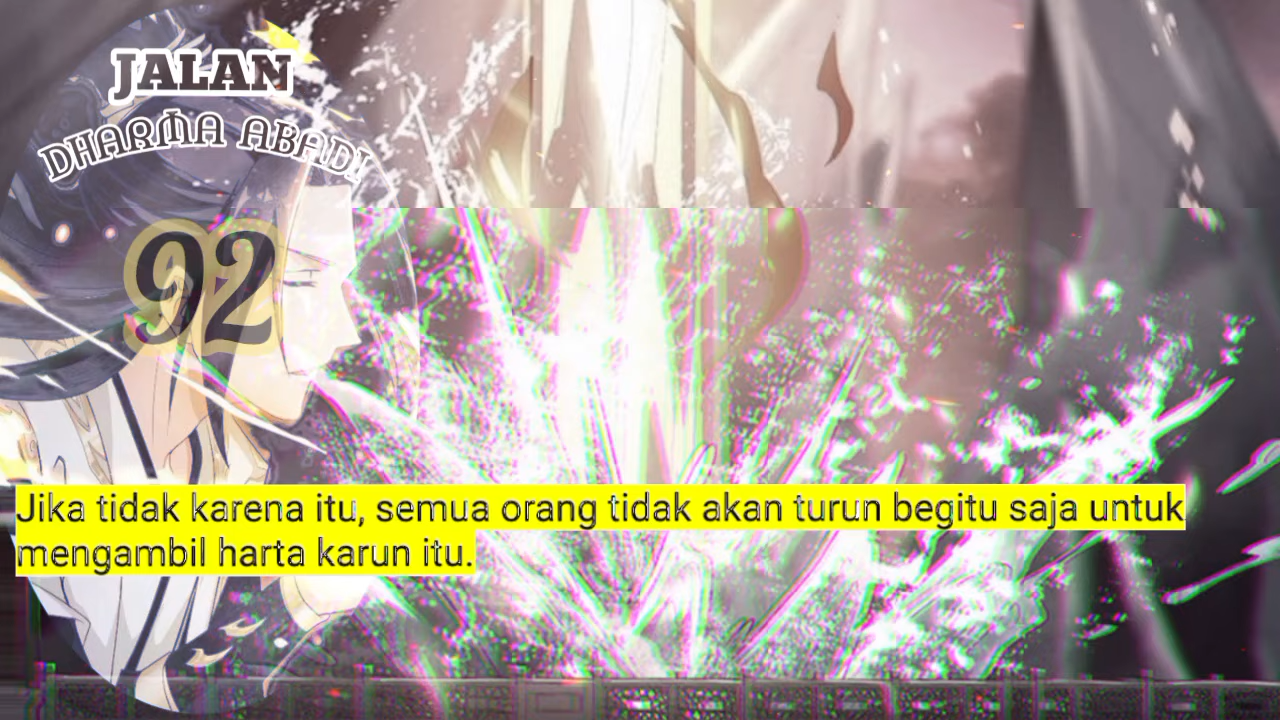 JALAN
DHARMA ABADI
92
Jika tidak karena itu, semua orang tidak akan turun begitu saja untuk
mengambil harta karun itu.